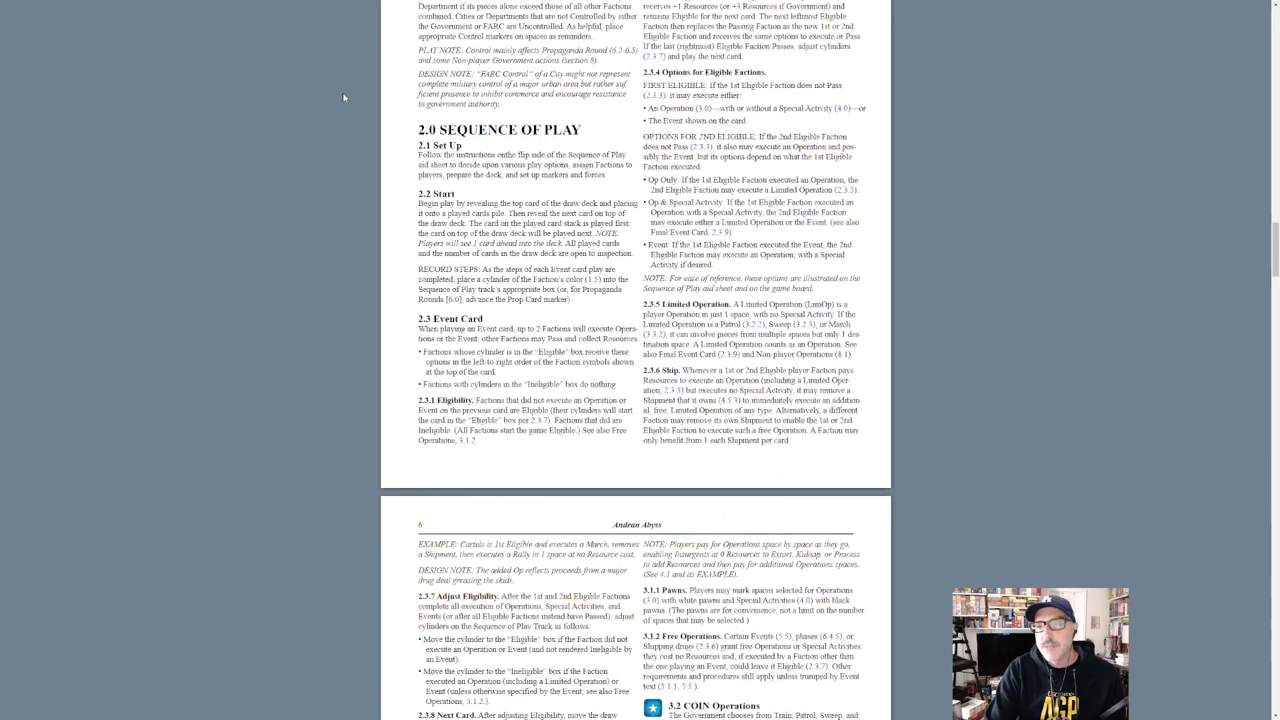 Department if its pieces alone exceed those of all other Factions
combined. Cities or Departments that are not Controlled by either
the Government or FARC are Uncontrolled. As helpful, place
appropriate Control markers on spaces as reminders.
PLAY NOTE: Control mainly affects Propaganda Round (6.2-6.5)
and some Non-player Government actions (section 8).
DESIGN NOTE: "FARC Control" of a City might not represent
complete military control of a major urban area but rather suf-
ficient presence to inhibit commerce and encourage resistance
to government authority.
2.0 SEQUENCE OF PLAY
2.1 Set Up
Follow the instructions onthe flip side of the Sequence of Play
aid sheet to decide upon various play options, assign Factions to
players, prepare the deck, and set up markers and forces
2.2 Start
Begin play by revealing the top card of the draw deck and placing
it onto a played cards pile. Then reveal the next card on top of
the draw deck. The card on the played card stack is played first;
the card on top of the draw deck will be played next. NOTE:
Players will see 1 card ahead into the deck. All played cards
and the number of cards in the draw deck are open to inspection.
RECORD STEPS: As the steps of each Event card play are
completed, place a cylinder of the Faction's color (1.5) into the
Sequence of Play track's appropriate box (or, for Propaganda
Rounds [6.0], advance the Prop Card marker).
2.3 Event Card
When playing an Event card, up to 2 Factions will execute Opera-
tions or the Event; other Factions may Pass and collect Resources.
• Factions whose cylinder is in the "Eligible" box receive these
options in the left-to-right order of the Faction symbols shown
at the top of the card.
• Factions with cylinders in the "Ineligible" box do nothing
2.3.1 Eligibility. Factions that did not execute an Operation or
Event on the previous card are Eligible (their cylinders will start
the card in the "Eligible" box per 2.3.7). Factions that did are
Ineligible. (All Factions start the game Eligible.) See also Free
Operations, 3.1.2.
receives +1 Resources (or +3 Resources if Government) and
remains Eligible for the next card. The next leftmost Eligible
Faction then replaces the Passing Faction as the new 1st or 2nd
Eligible Faction and receives the same options to execute or Pass.
If the last (rightmost) Eligible Faction Passes, adjust cylinders
(2.3.7) and play the next card.
2.3.4 Options for Eligible Factions.
FIRST ELIGIBLE: If the 1st Eligible Faction does not Pass
(2.3.3), it may execute either:
• An Operation (3.0)—with or without a Special Activity (4.0)—or
• The Event shown on the card.
OPTIONS FOR 2ND ELIGIBLE: If the 2nd Eligible Faction
does not Pass (2.3.3), it also may execute an Operation and pos-
sibly the Event, but its options depend on what the 1st Eligible
Faction executed:
• Op Only. If the 1st Eligible Faction executed an Operation, the
2nd Eligible Faction may execute a Limited Operation (2.3.5).
• Op & Special Activity. If the 1st Eligible Faction executed an
Operation with a Special Activity, the 2nd Eligible Faction
may execute either a Limited Operation or the Event. (see also
Final Event Card, 2.3.9)
• Event: If the 1st Eligible Faction executed the Event, the 2nd
Eligible Faction may execute an Operation, with a Special
Activity if desired.
NOTE: For ease of reference, these options are illustrated on the
Sequence of Play aid sheet and on the game board.
2.3.5 Limited Operation. A Limited Operation (LimOp) is a
player Operation in just 1 space, with no Special Activity. If the
Limited Operation is a Patrol (3.2.2), Sweep (3.2.3), or March
(3.3.2), it can involve pieces from multiple spaces but only 1 des-
tination space. A Limited Operation counts as an Operation. See
also Final Event Card (2.3.9) and Non player Operations (8.1).
2.3.6 Ship. Whenever a 1st or 2nd Eligible player Faction pays
Resources to execute an Operation (including a Limited Oper-
ation, 2.3.5) but executes no Special Activity, it may remove a
Shipment that it owns (4.5.3) to immediately execute an addition-
al, free, Limited Operation of any type. Alternatively, a different
Faction may remove its own Shipment to enable the 1st or 2nd
Eligible Faction to execute such a free Operation. A Faction may
only benefit from 1 such Shipment per card.
6
Andean Abyss
EXAMPLE: Cartels is 1st Eligible and executes a March, removes
a Shipment, then executes a Rally in 1 space at no Resource cost.
DESIGN NOTE: The added Op reflects proceeds from a major
drug deal greasing the skids.
2.3.7 Adjust Eligibility. After the 1st and 2nd Eligible Factions
complete all execution of Operations, Special Activities, and
Events (or after all Eligible Factions instead have Passed), adjust
cylinders on the Sequence of Play Track as follows:
• Move the cylinder to the "Eligible" box if the Faction did not
execute an Operation or Event (and not rendered Ineligible by
an Event).
• Move the cylinder to the "Ineligible" box if the Faction
executed an Operation (including a Limited Operation) or
Event (unless otherwise specified by the Event; see also Free
Operations, 3.1.2.).
2.3.8 Next Card. After adjusting Eligibility, move the draw
NOTE: Players pay for Operations space by space as they go,
enabling Insurgents at 0 Resources to Extort, Kidnap, or Process
to add Resources and then pay for additional Operations spaces.
(See 4.1 and its EXAMPLE).
3.1.1 Pawns. Players may mark spaces selected for Operations
(3.0) with white pawns and Special Activities (4.0) with black
pawns. (The pawns are for convenience, not a limit on the number
of spaces that may be selected.)
3.1.2 Free Operations. Certain Events (5.5), phases (6.4.5), or
Shipping drugs (2.3.6) grant free Operations or Special Activities:
they cost no Resources and, if executed by a Faction other than
the one playing an Event, could leave it Eligible (2.3.7). Other
requirements and procedures still apply unless trumped by Event
text (5.1.1, 5.5).
3.2 COIN Operations
The Government chooses from Train, Patrol, Sweep, and
AGP